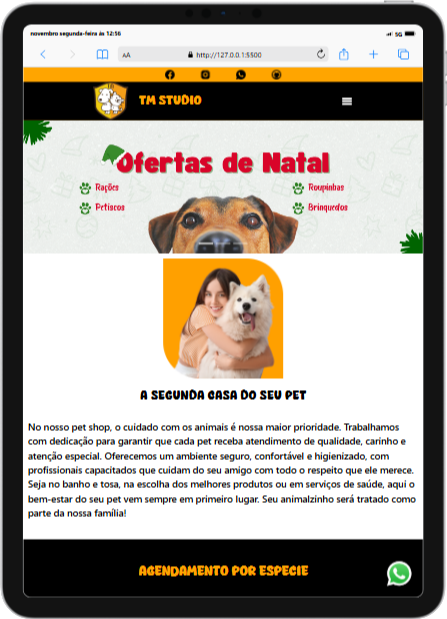 novembro segunda-feira ás 12:56
5G
AA
http://127.0.0.1:5500
TM STUDIO
Ofertas de Natal
Rações
Roupinhas
Petiscos
Brinquedos
A SEGUNDA CASA DO SEU PET
No nosso pet shop, o cuidado com os animais é nossa maior prioridade. Trabalhamos
com dedicação para garantir que cada pet receba atendimento de qualidade, carinho e
atenção especial. Oferecemos um ambiente seguro, confortável e higienizado, com
profissionais capacitados que cuidam do seu amigo com todo o respeito que ele merece.
Seja no banho e tosa, na escolha dos melhores produtos ou em serviços de saúde, aqui o
bem-estar do seu pet vem sempre em primeiro lugar. Seu animalzinho será tratado como
parte da nossa família!
AGENDAMENTO POR ESPECIE